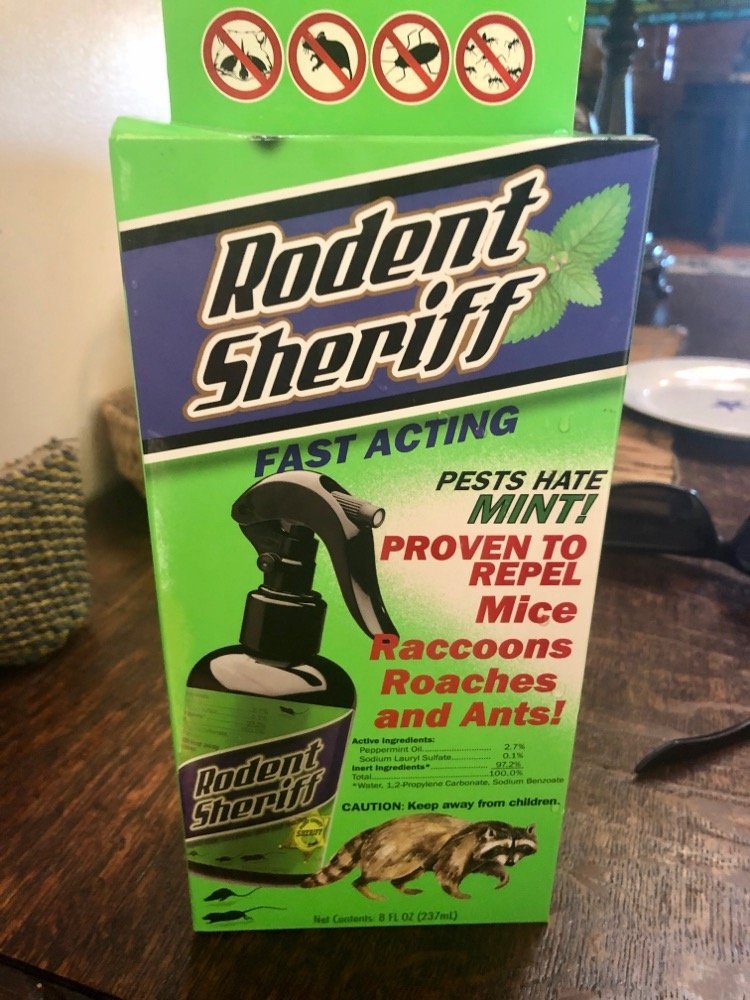 Rodent
Sheriff
FAST ACTING
PESTS HATE
MINT!
PROVEN TO
REPEL
Mice
Raccoons
Roaches
and Ants!
Active Ingredients:
Peppermint Oil............................ 2.7%
Sodium Lauryl Sulfate............. 0.1%
Inert Ingredients* 97.2%
Total............................................100.0%
*Water, 1,2-Propylene Carbonate, Sodium Benzoate
CAUTION: Keep away from children.
Rodent
Sheriff
SHERIFF
Net Contents: 8 FL OZ (237mL)